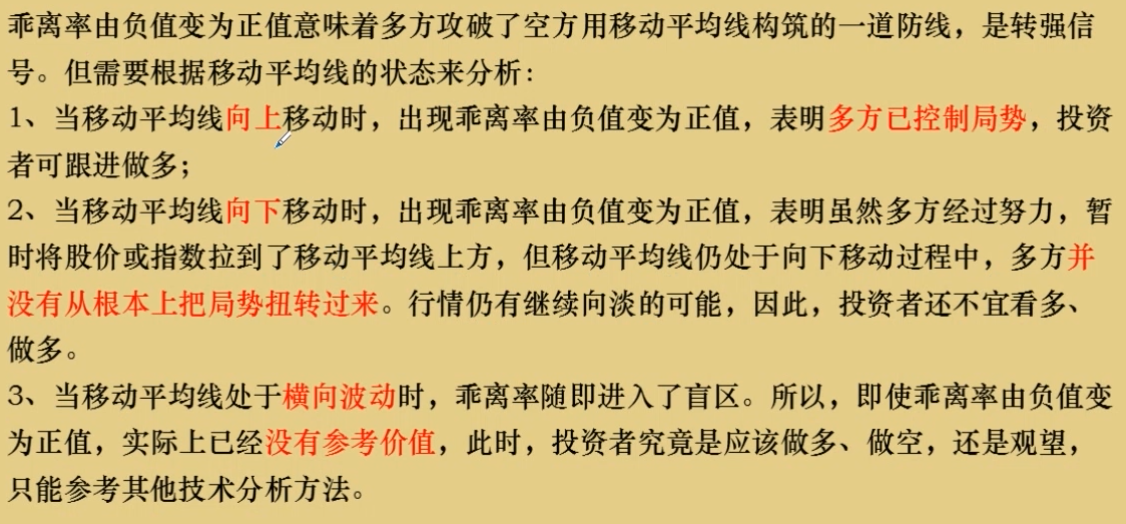 乖离率由负值变为正值意味着多方攻破了空方用移动平均线构筑的一道防线，是转强信
号。但需要根据移动平均线的状态来分析：
1、当移动平均线向上移动时，出现乖离率由负值变为正值，表明多方已控制局势，投资
者可跟进做多；
2、当移动平均线向下移动时，出现乖离率由负值变为正值，表明虽然多方经过努力，暂
时将股价或指数拉到了移动平均线上方，但移动平均线仍处于向下移动过程中，多方并
没有从根本上把局势扭转过来。行情仍有继续向淡的可能，因此，投资者还不宜看多、
做多。
3、当移动平均线处于横向波动时，乖离率随即进入了盲区。所以，即使乖离率由负值变
为正值，实际上已经没有参考价值，此时，投资者究竟是应该做多、做空，还是观望，
只能参考其他技术分析方法。